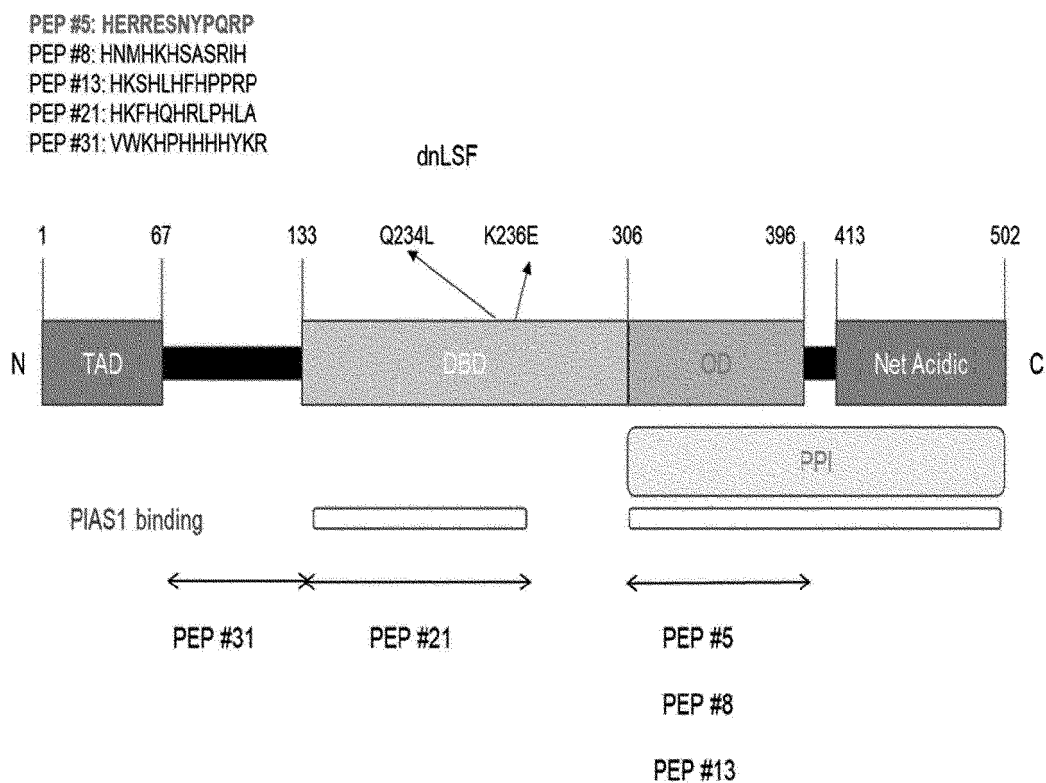 PEP #5: HERRESNYPQRP
PEP #8: HNMHKHSASRIH
PEP #13: HKSHLHFHPPRP
PEP #21: HKFHQHRLPHLA
PEP #31: VWKHPHHHHYKR
dnLSF
1 67 133 Q234L K236E 306 396 413 502
N TAD DBD OD Net Acidic C
PPI
PIAS1 binding
PEP #31 PEP #21 PEP #5
PEP #8
PEP #13